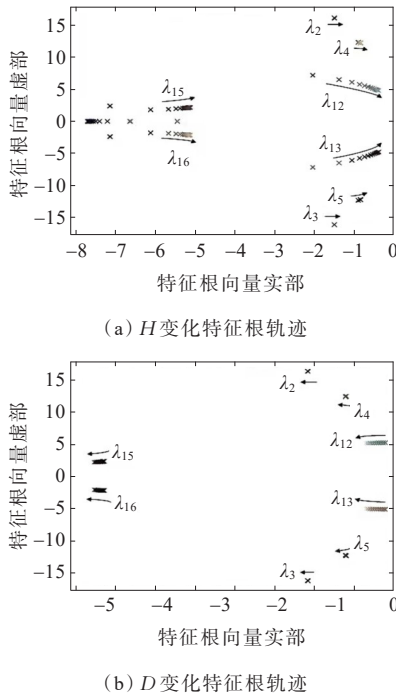 15
10
5
0
−5
−10
−15
−8 −7 −6 −5 −4 −3 −2 −1 0
λ2
λ4
λ15
λ12
λ13
λ16
λ5
λ3
特征根向量虚部
特征根向量实部
(a) H变化特征根轨迹
15
10
5
0
−5
−10
−15
−5 −4 −3 −2 −1 0
λ2
λ4
λ12
λ15
λ13
λ16
λ5
λ3
特征根向量虚部
特征根向量实部
(b) D变化特征根轨迹